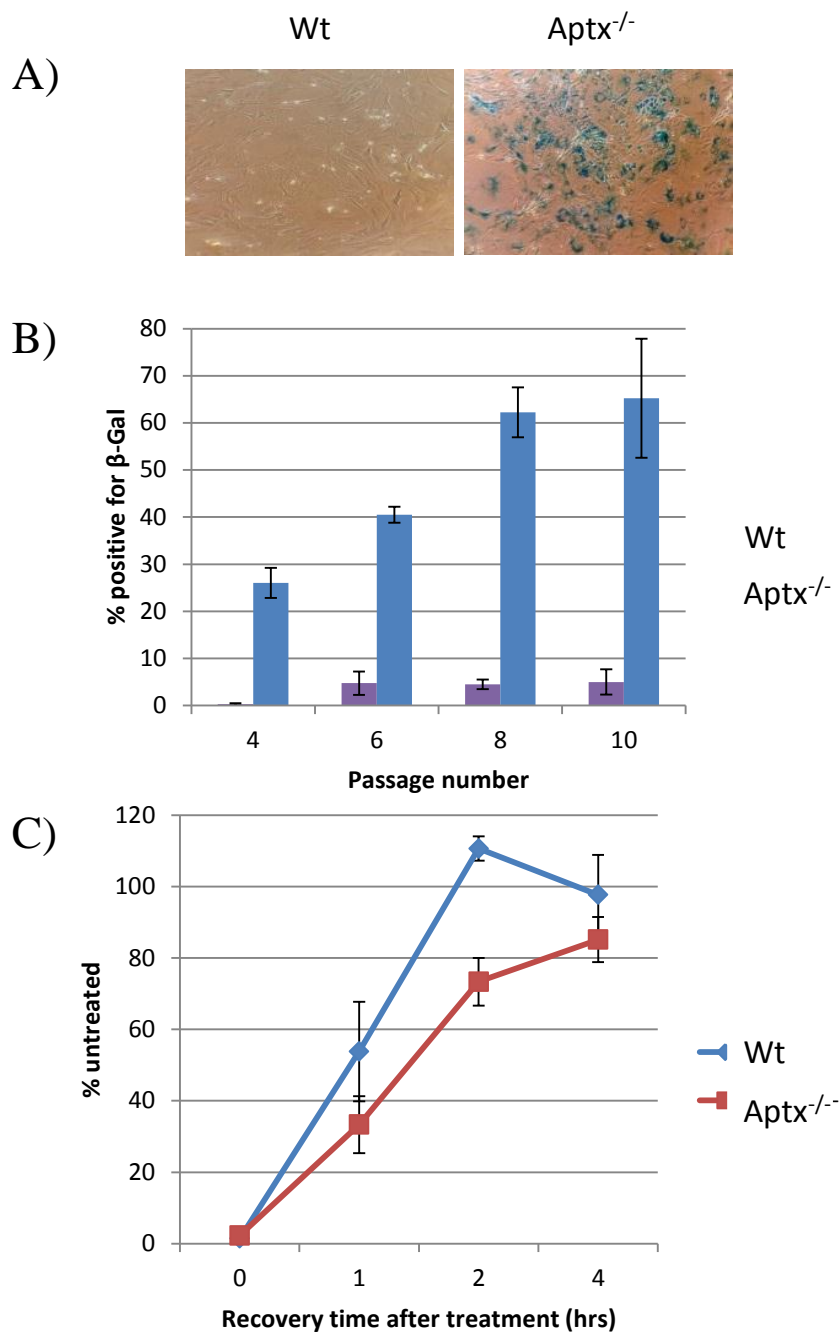 Wt Aptx-/-
A)
B)
80
70
60
50
40
30
20
10
0
% positive for β-Gal
4 6 8 10
Passage number
Wt
Aptx-/-
C)
120
100
80
60
40
20
0
% untreated
0 1 2 4
Recovery time after treatment (hrs)
Wt
Aptx-/--